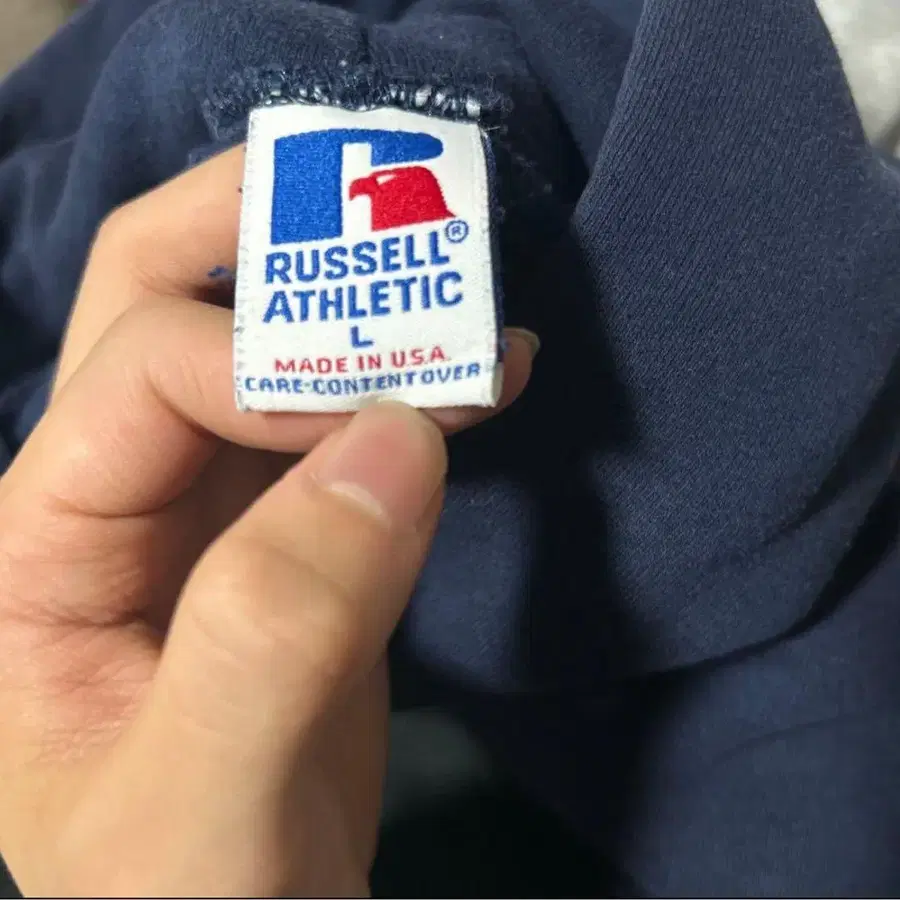 RUSSELL®
ATHLETIC
L
MADE IN U.S.A.
CARE-CONTENT OVER